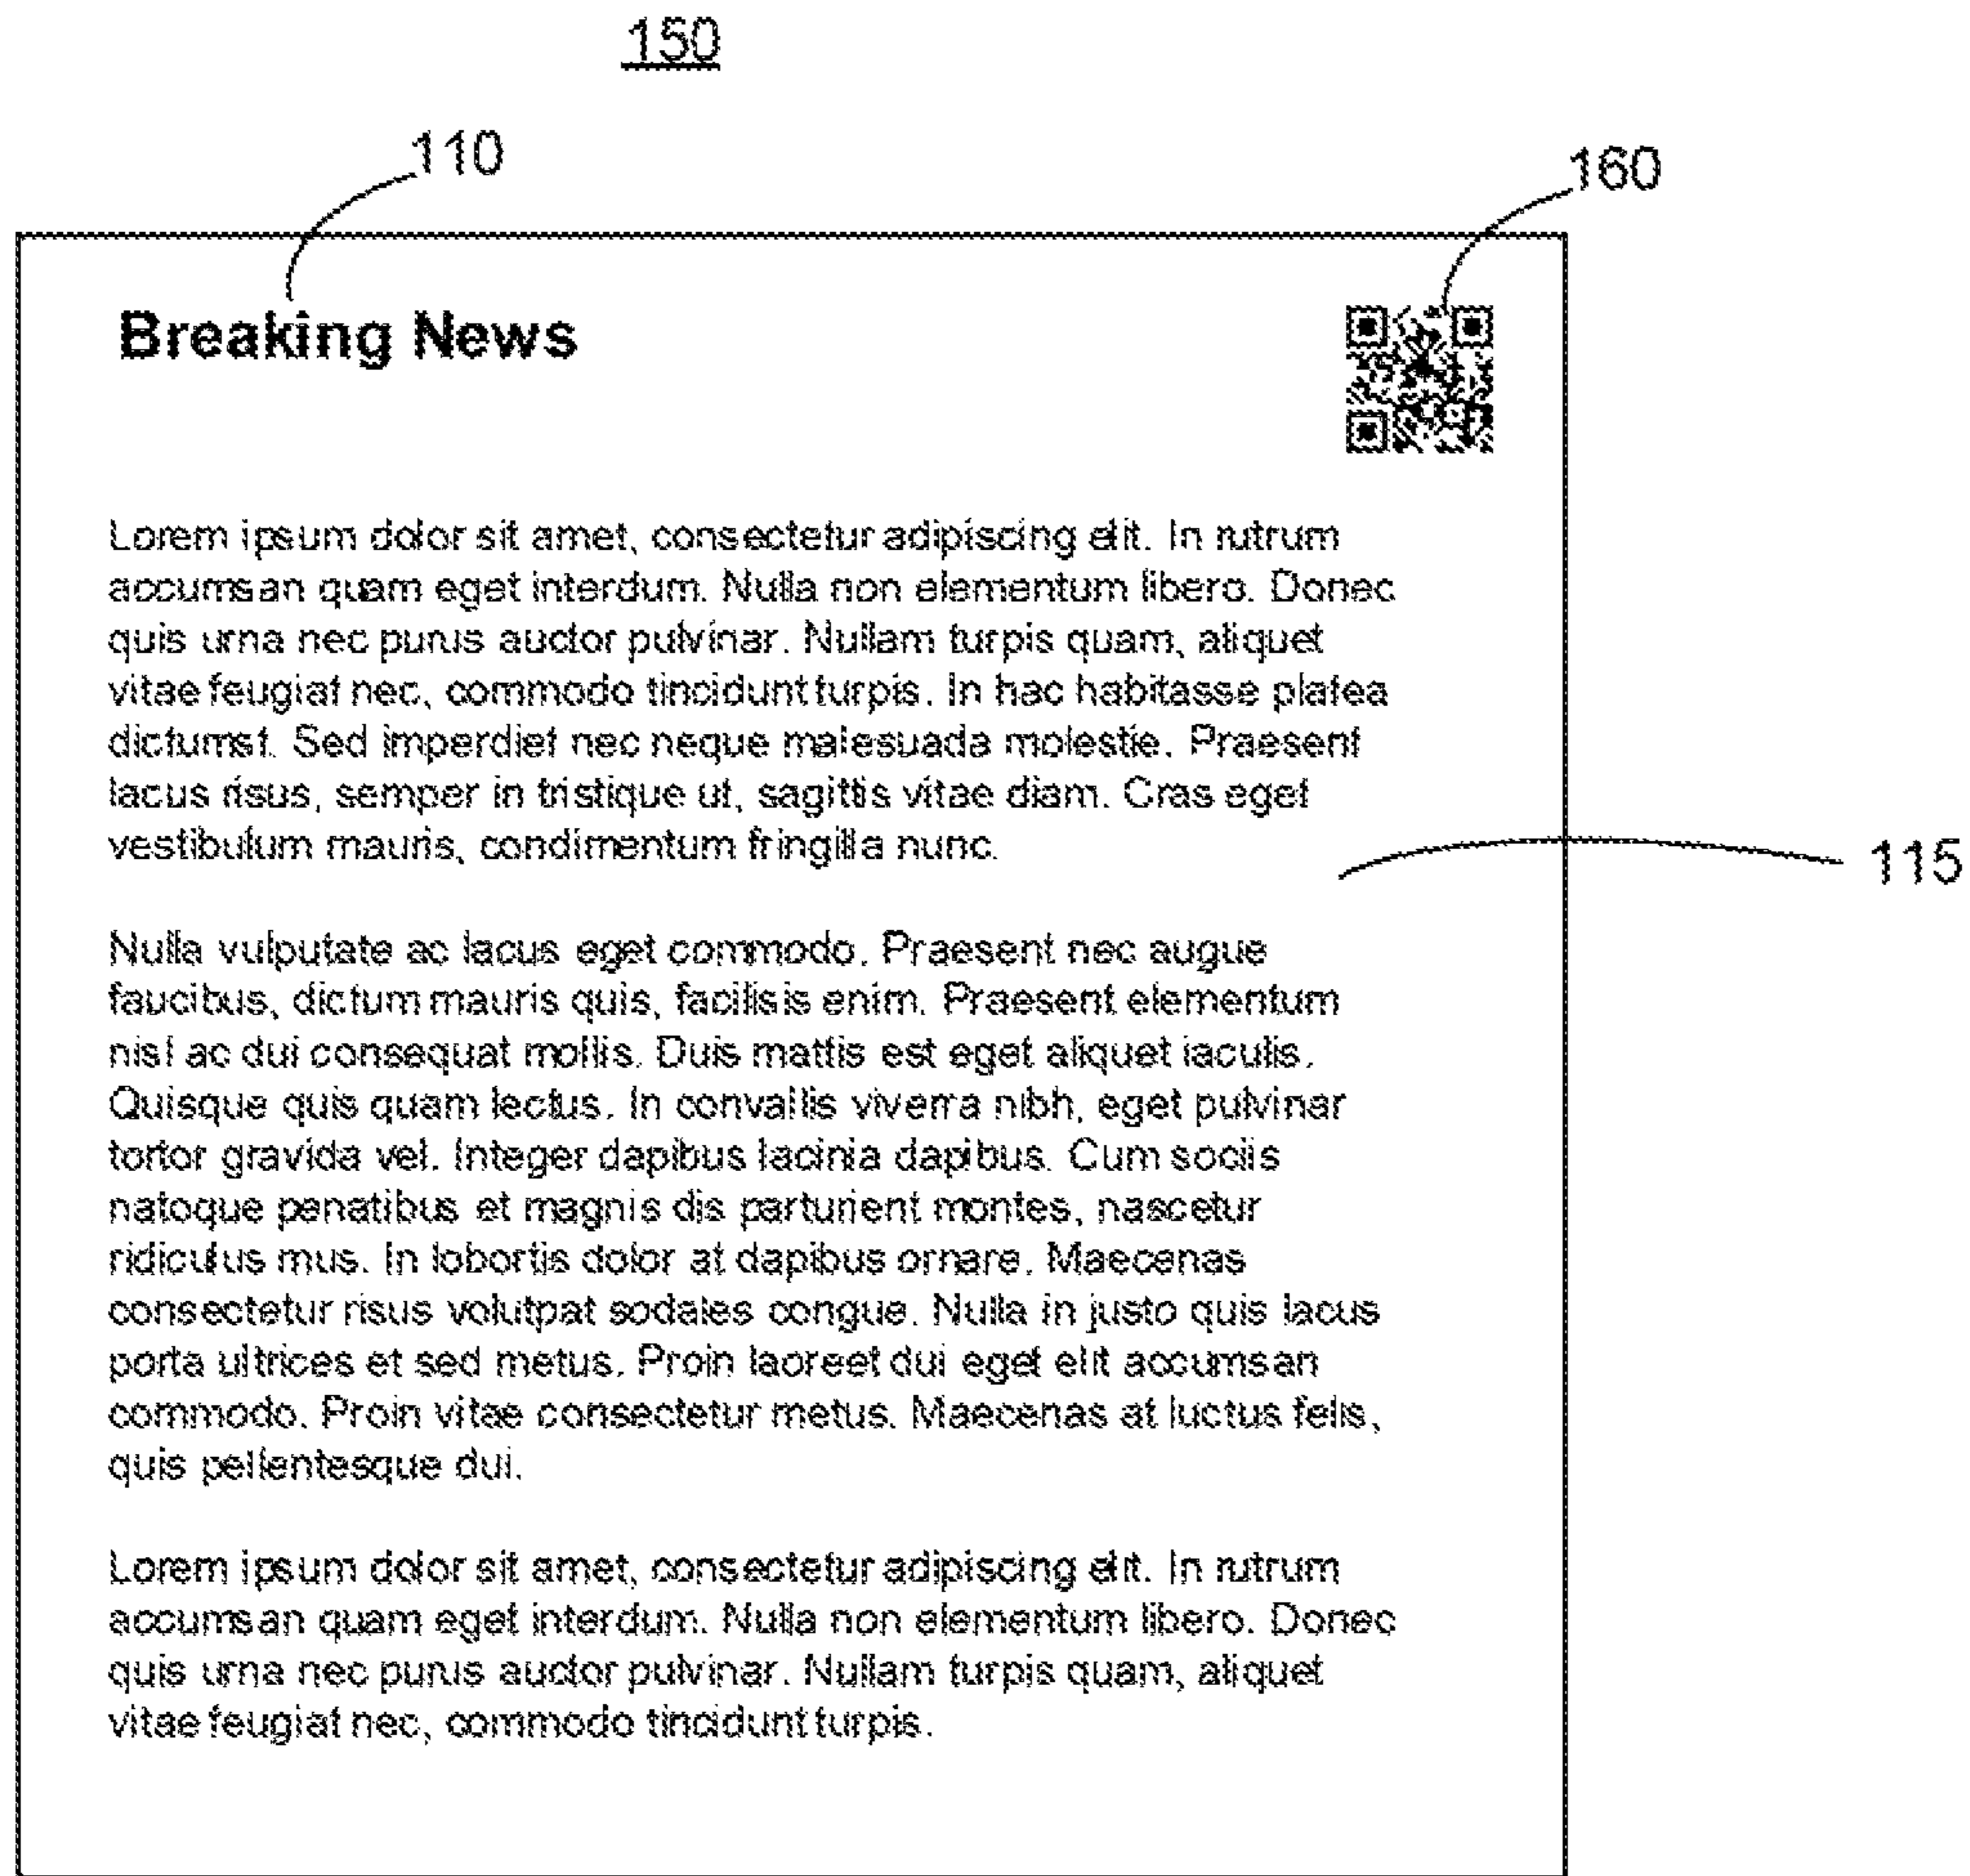 150
110
160
Breaking News
Lorem ipsum dolor sit amet, consectetur adipiscing elit. In rutrum
accumsan quam eget interdum. Nulla non elementum libero. Donec
quis urna nec purus auctor pulvinar. Nullam turpis quam, aliquet
vitae feugiat nec, commodo tincidunt turpis. In hac habitasse platea
dictumst. Sed imperdiet nec neque malesuada molestie. Praesent
lacus risus, semper in tristique ut, sagittis vitae diam. Cras eget
vestibulum mauris, condimentum fringilla nunc.
115
Nulla vulputate ac lacus eget commodo. Praesent nec augue
faucibus, dictum mauris quis, facilisis enim. Praesent elementum
nisl ac dui consequat mollis. Duis mattis est eget aliquet iaculis.
Quisque quis quam lectus. In convallis viverra nibh, eget pulvinar
tortor gravida vel. Integer dapibus lacinia dapibus. Cum sociis
natoque penatibus et magnis dis parturient montes, nascetur
ridiculus mus. In lobortis dolor at dapibus ornare. Maecenas
consectetur risus volutpat sodales congue. Nulla in justo quis lacus
porta ultrices et sed metus. Proin laoreet dui eget elit accumsan
commodo. Proin vitae consectetur metus. Maecenas at luctus felis,
quis pellentesque dui.
Lorem ipsum dolor sit amet, consectetur adipiscing elit. In rutrum
accumsan quam eget interdum. Nulla non elementum libero. Donec
quis urna nec purus auctor pulvinar. Nullam turpis quam, aliquet
vitae feugiat nec, commodo tincidunt turpis.